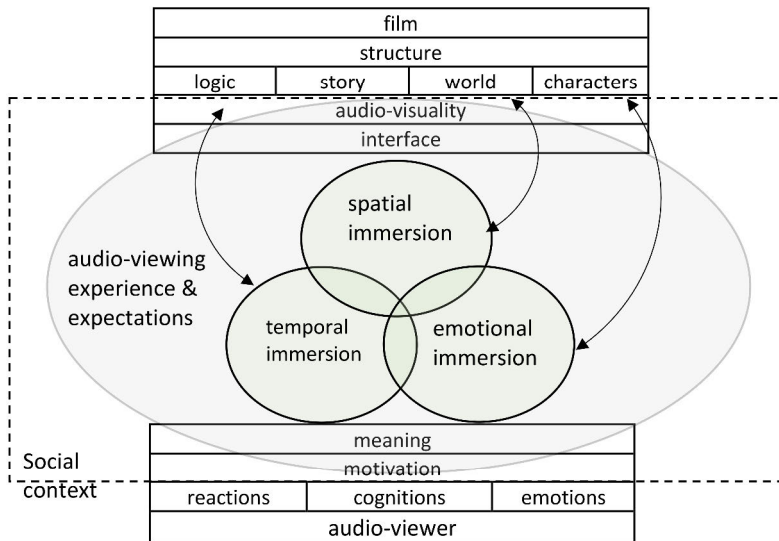 film
structure
logic story world characters
audio-visuality
interface
spatial
immersion
audio-viewing
experience &
expectations
temporal
immersion
emotional
immersion
meaning
motivation
Social
context
reactions cognitions emotions
audio-viewer